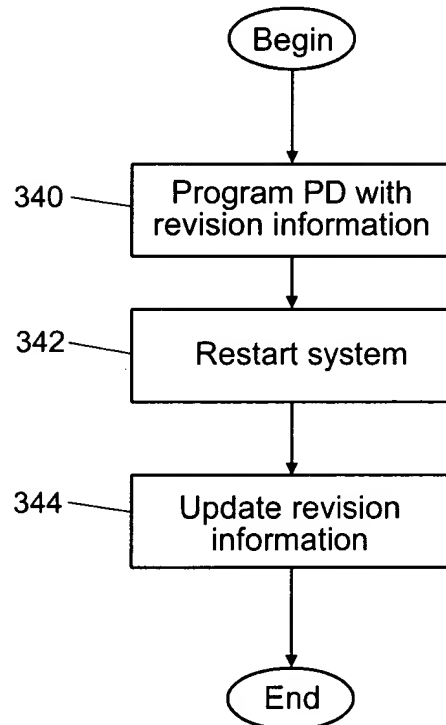 Begin
340
Program PD with
revision information
342
Restart system
344
Update revision
information
End